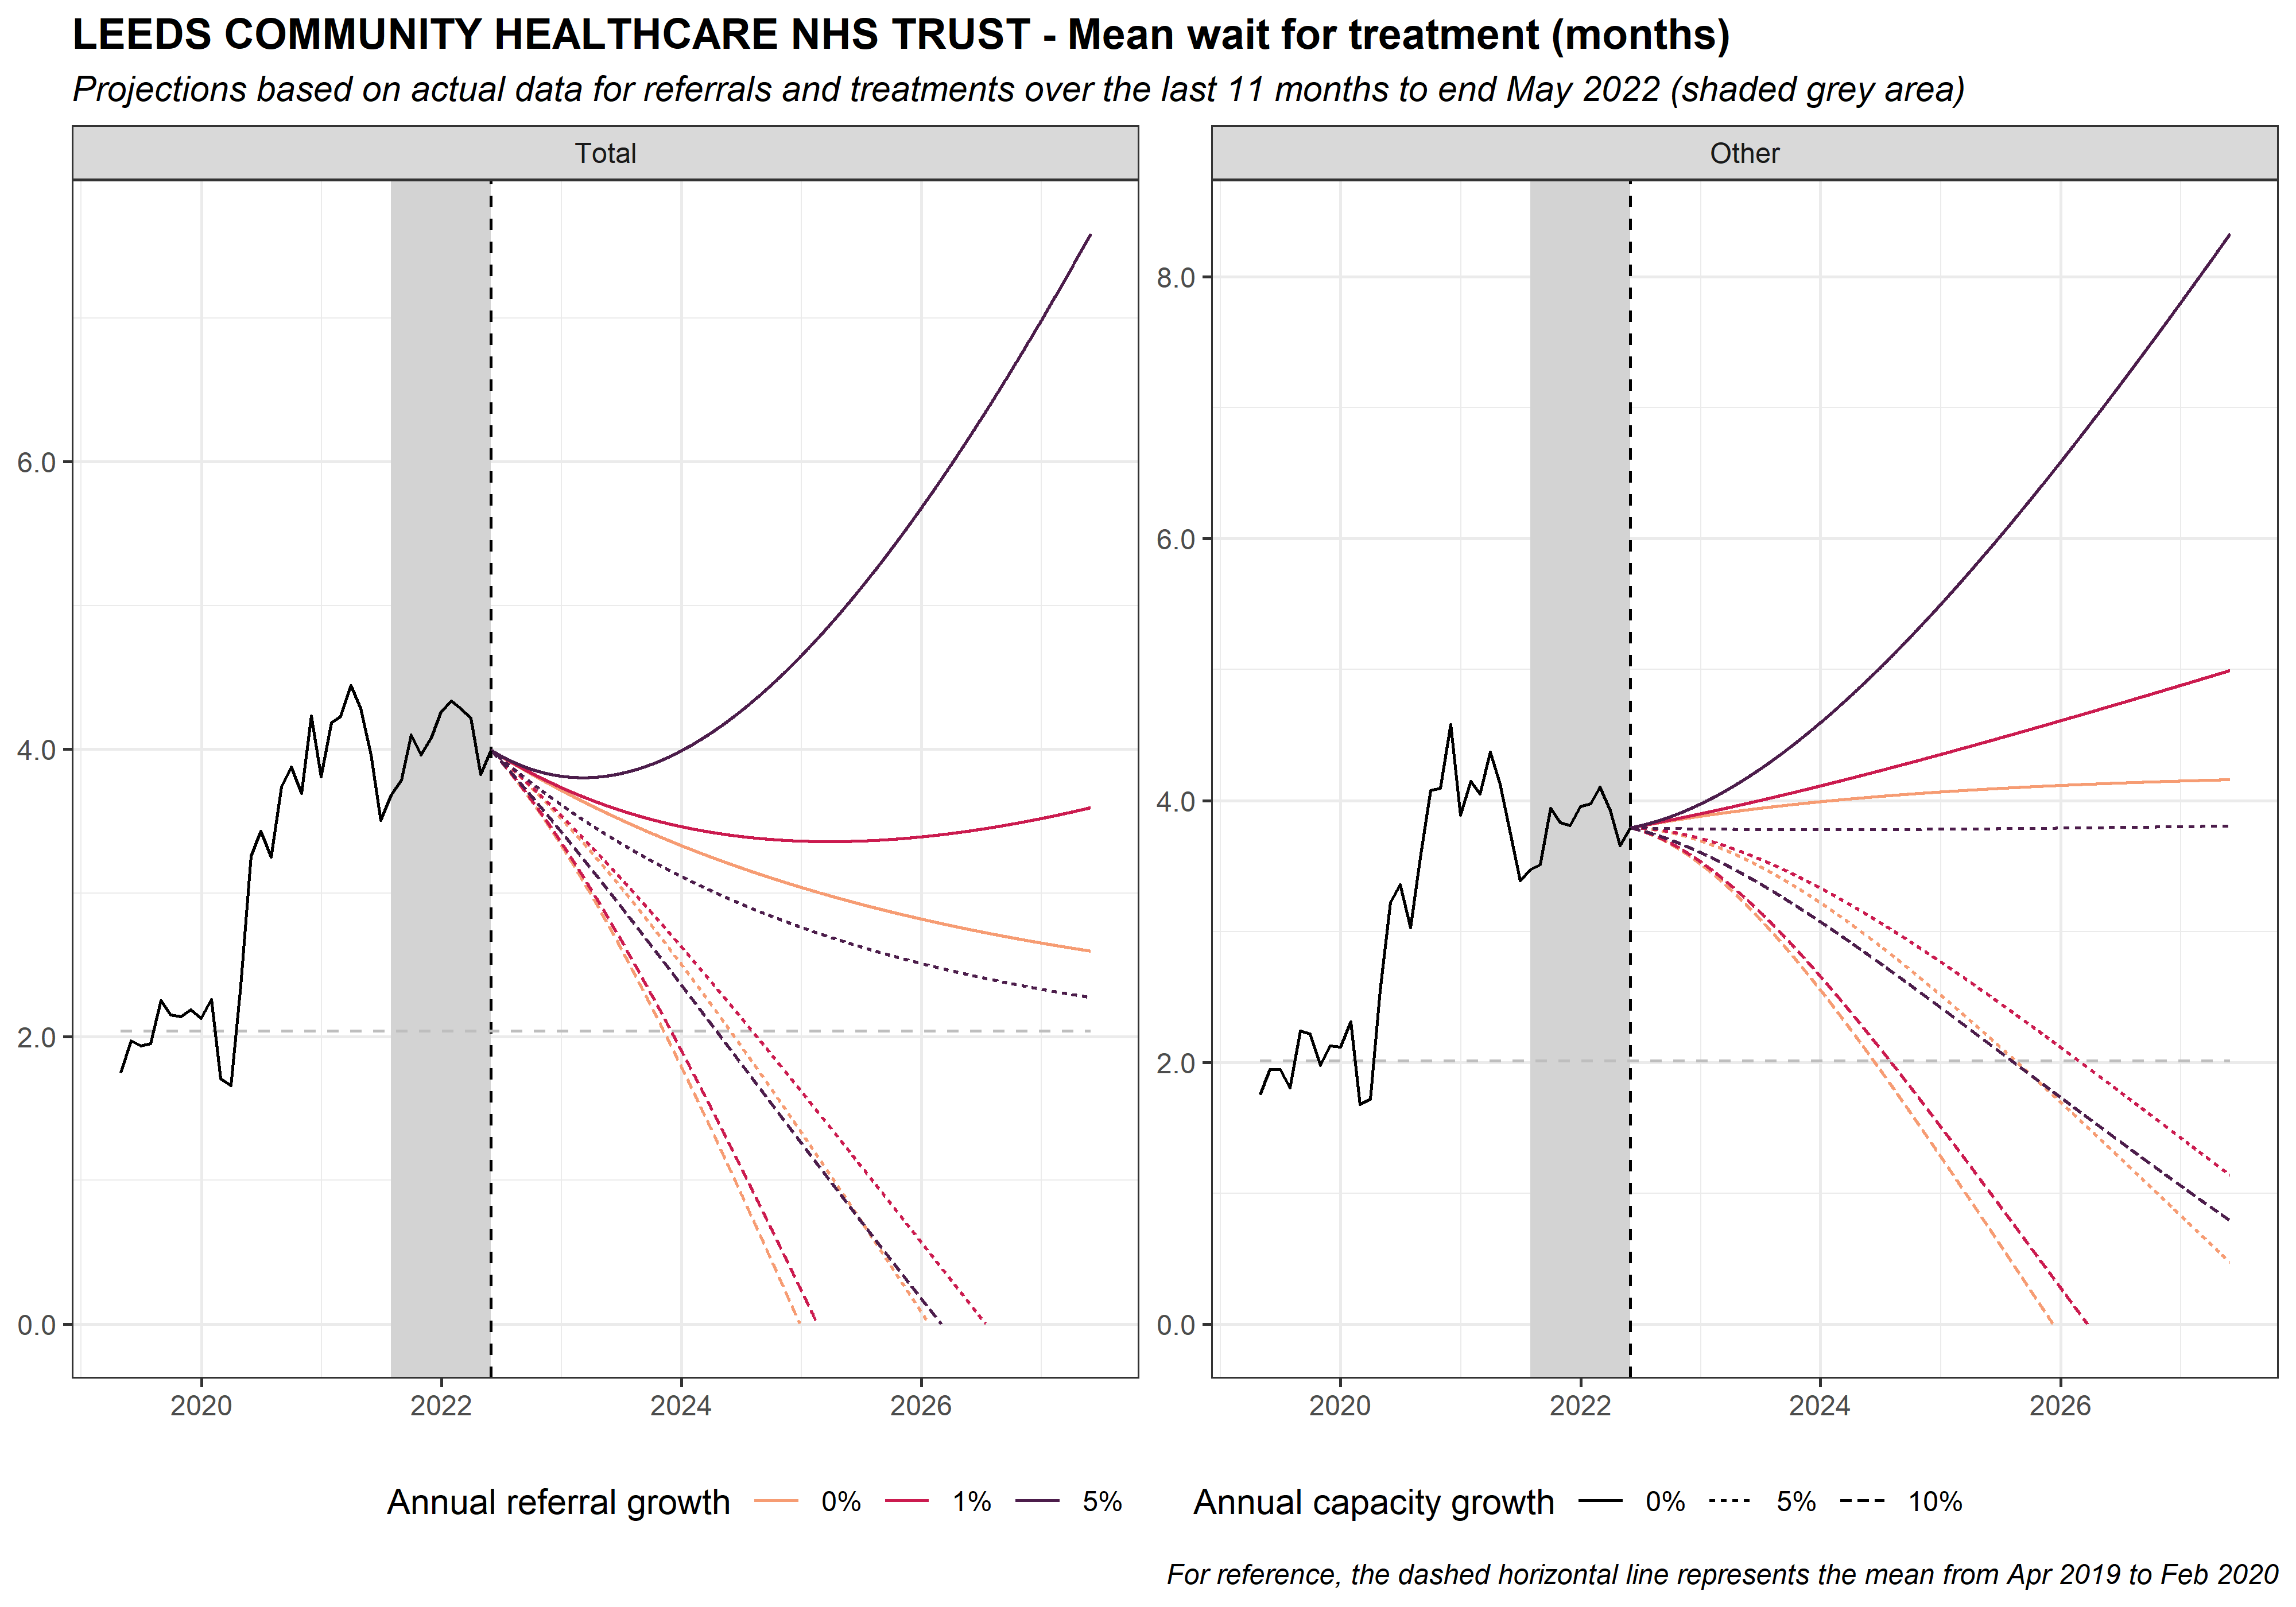 LEEDS COMMUNITY HEALTHCARE NHS TRUST - Mean wait for treatment (months)
Projections based on actual data for referrals and treatments over the last 11 months to end May 2022 (shaded grey area)
Total
6.0
4.0
2.0
0.0
2020 2022 2024 2026
Other
8.0
6.0
4.0
2.0
0.0
2020 2022 2024 2026
Annual referral growth 0% 1% 5%
Annual capacity growth 0% 5% 10%
For reference, the dashed horizontal line represents the mean from Apr 2019 to Feb 2020